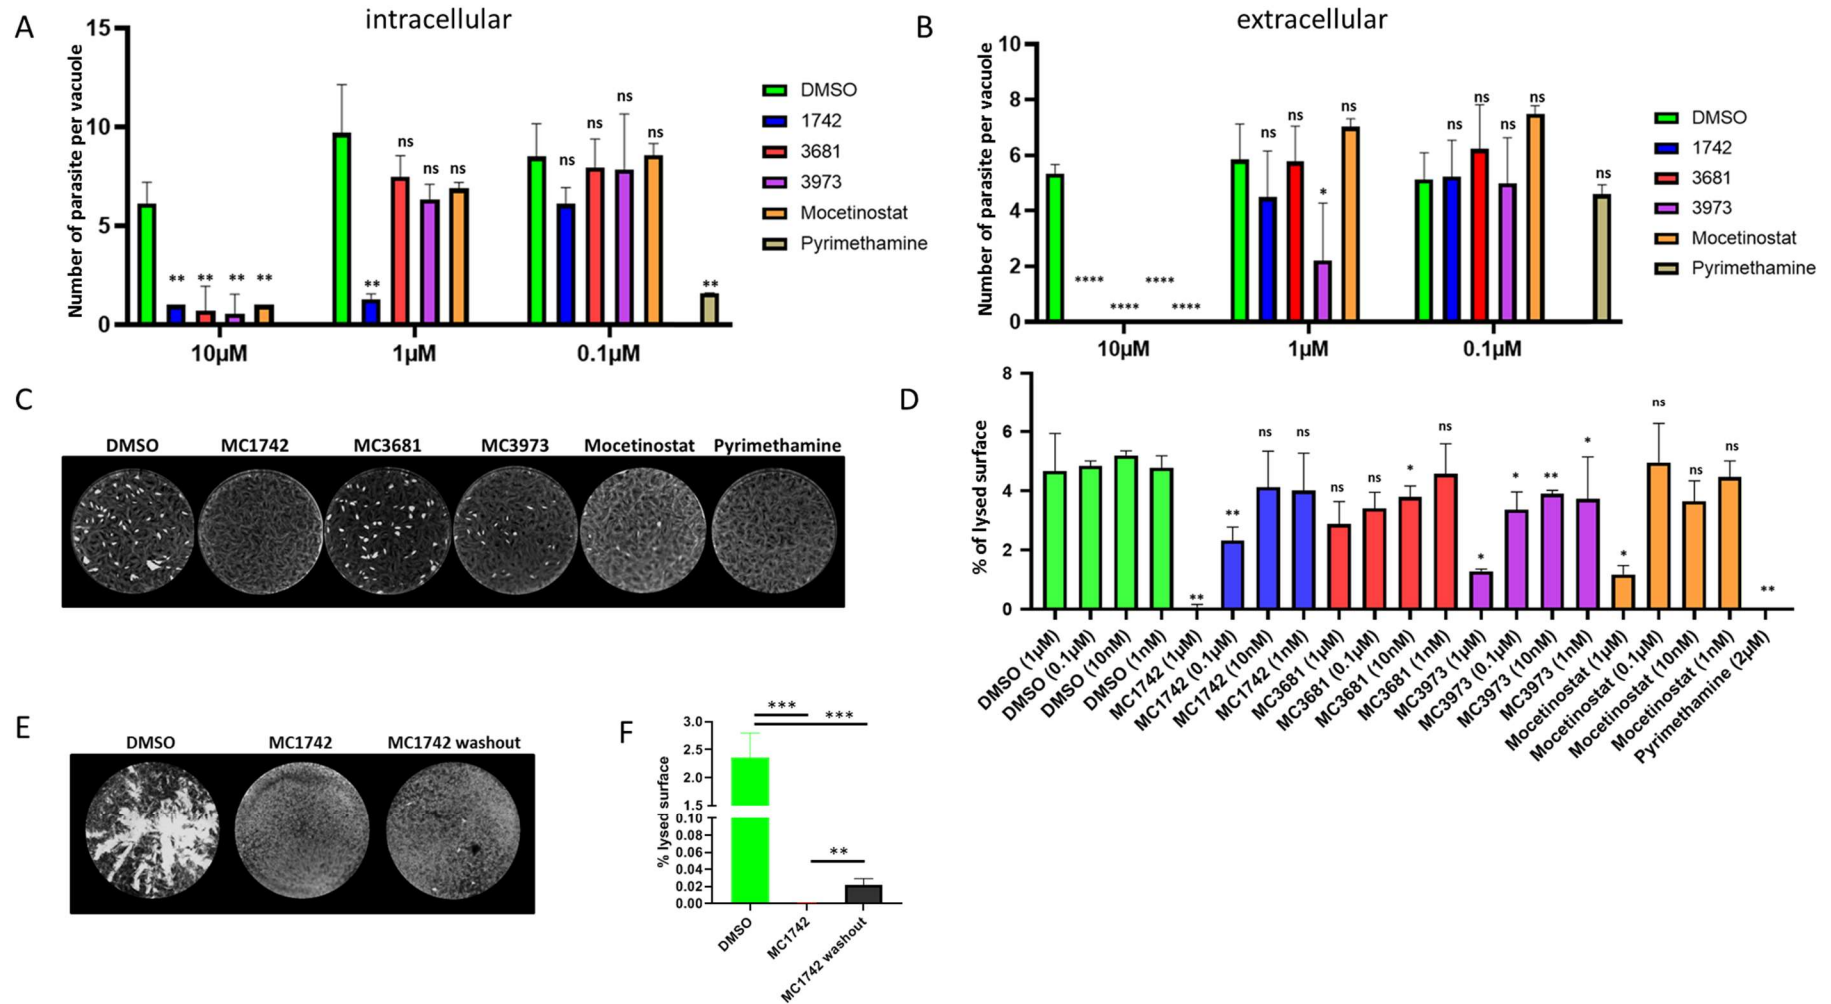 A
intracellular
Number of parasite per vacuole
15
10
5
0
** ** ** **
** ns ns ns
ns ns ns ns
**
10µM 1µM 0.1µM
DMSO
1742
3681
3973
Mocetinostat
Pyrimethamine
B
extracellular
Number of parasite per vacuole
10
8
6
4
2
0
**** **** **** ****
ns ns * ns
ns ns ns ns
ns
10µM 1µM 0.1µM
DMSO
1742
3681
3973
Mocetinostat
Pyrimethamine
C
DMSO MC1742 MC3681 MC3973 Mocetinostat Pyrimethamine
D
% of lysed surface
8
6
4
2
0
** ** ns ns ns ns * ns * * ** * * ns ns ns **
DMSO (1µM)
DMSO (0.1µM)
DMSO (10nM)
DMSO (1nM)
MC1742 (1µM)
MC1742 (0.1µM)
MC1742 (10nM)
MC1742 (1nM)
MC3681 (1µM)
MC3681 (0.1µM)
MC3681 (10nM)
MC3681 (1nM)
MC3973 (1µM)
MC3973 (0.1µM)
MC3973 (10nM)
MC3973 (1nM)
Mocetinostat (1µM)
Mocetinostat (0.1µM)
Mocetinostat (10nM)
Mocetinostat (1nM)
Pyrimethamine (2µM)
E
DMSO MC1742 MC1742 washout
F
% lysed surface
3.0
2.5
2.0
1.5
0.10
0.08
0.06
0.04
0.02
0.00
*** ***
**
DMSO
MC1742
MC1742 washout